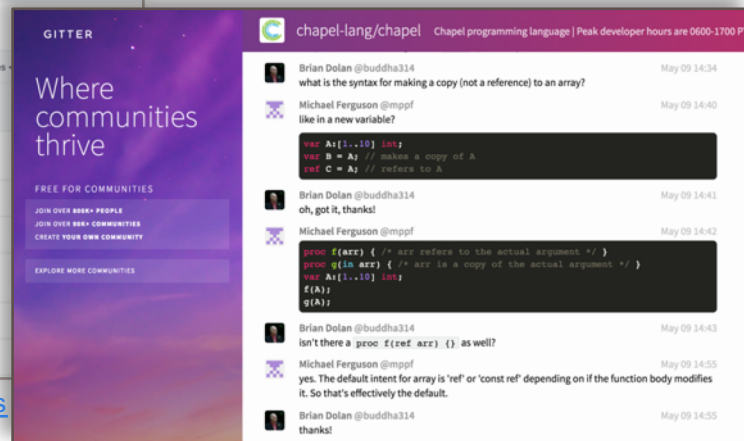 GITTER
Where
communities
thrive
FREE FOR COMMUNITIES
JOIN OVER 800K+ PEOPLE
JOIN OVER 90K+ COMMUNITIES
CREATE YOUR OWN COMMUNITY
EXPLORE MORE COMMUNITIES
chapel-lang/chapel Chapel programming language | Peak developer hours are 0600-1700 P
Brian Dolan @buddha314 May 09 14:34
what is the syntax for making a copy (not a reference) to an array?
Michael Ferguson @mppf May 09 14:40
like in a new variable?
var A:[1..10] int;
var B = A; // makes a copy of A
ref C = A; // refers to A
Brian Dolan @buddha314 May 09 14:41
oh, got it, thanks!
Michael Ferguson @mppf May 09 14:42
proc f(arr) { /* arr refers to the actual argument */ }
proc g(in arr) { /* arr is a copy of the actual argument */ }
var A:[1..10] int;
f(A);
g(A);
Brian Dolan @buddha314 May 09 14:43
isn't there a proc f(ref arr) {} as well?
Michael Ferguson @mppf May 09 14:55
yes. The default intent for array is 'ref' or 'const ref' depending on if the function body modifies
it. So that's effectively the default.
Brian Dolan @buddha314 May 09 14:55
thanks!